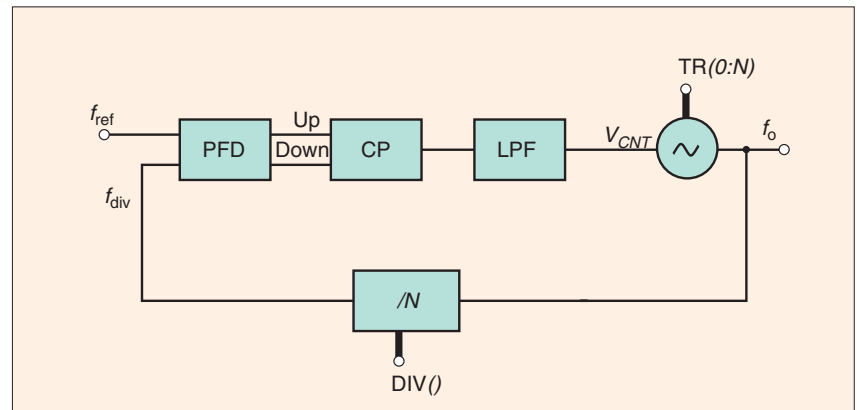 TR(0:N)
f_ref
Up
V_CNT
f_o
PFD
Down
CP
LPF
f_div
/N
DIV()